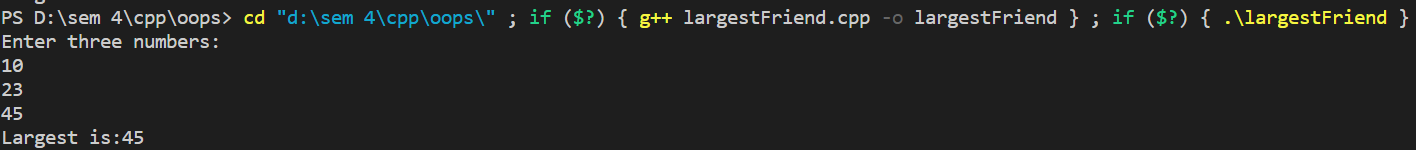 PS D:\sem 4\cpp\oops> cd "d:\sem 4\cpp\oops\" ; if ($?) { g++ largestFriend.cpp -o largestFriend } ; if ($?) { .\largestFriend }
Enter three numbers:
10
23
45
Largest is:45